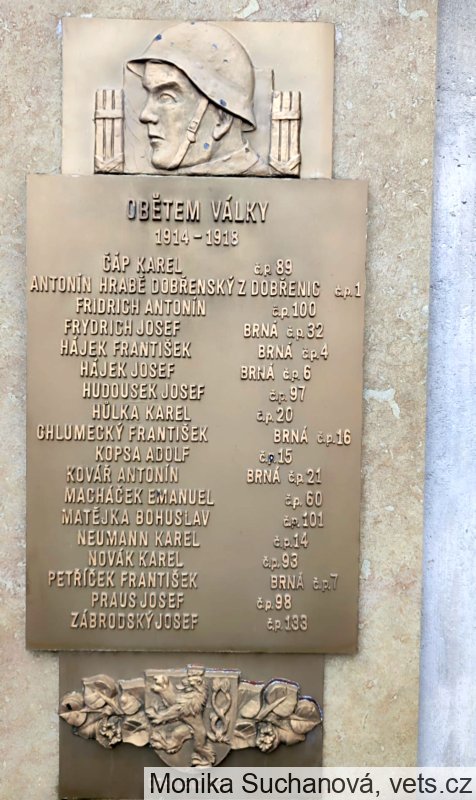 OBĚTEM VÁLKY
1914-1918
ČÁP KAREL č.p. 89
ANTONÍN HRABĚ DOBŘENSKÝ Z DOBŘENIC č.p. 1
FRIDRICH ANTONÍN č.p. 100
FRYDRICH JOSEF BRNÁ č.p. 32
HÁJEK FRANTIŠEK BRNÁ č.p. 4
HÁJEK JOSEF BRNÁ č.p. 6
HUDOUSEK JOSEF č.p. 97
HŮLKA KAREL č.p. 20
CHLUMECKÝ FRANTIŠEK BRNÁ č.p. 16
KOPSA ADOLF č.p. 15
KOVÁŘ ANTONÍN BRNÁ č.p. 21
MACHÁČEK EMANUEL č.p. 60
MATĚJKA BOHUSLAV č.p. 101
NEUMANN KAREL č.p. 14
NOVÁK KAREL č.p. 93
PETŘÍČEK FRANTIŠEK BRNÁ č.p. 7
PRAUS JOSEF č.p. 98
ZÁBRODSKÝ JOSEF č.p. 133
Monika Suchanová, vets.cz